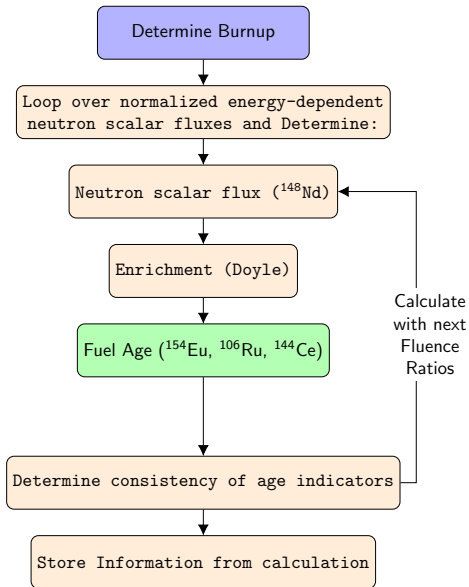 Determine Burnup
Loop over normalized energy-dependent
neutron scalar fluxes and Determine:
Neutron scalar flux (¹⁴⁸Nd)
Enrichment (Doyle)
Fuel Age (¹⁵⁴Eu, ¹⁰⁶Ru, ¹⁴⁴Ce)
Calculate
with next
Fluence
Ratios
Determine consistency of age indicators
Store Information from calculation